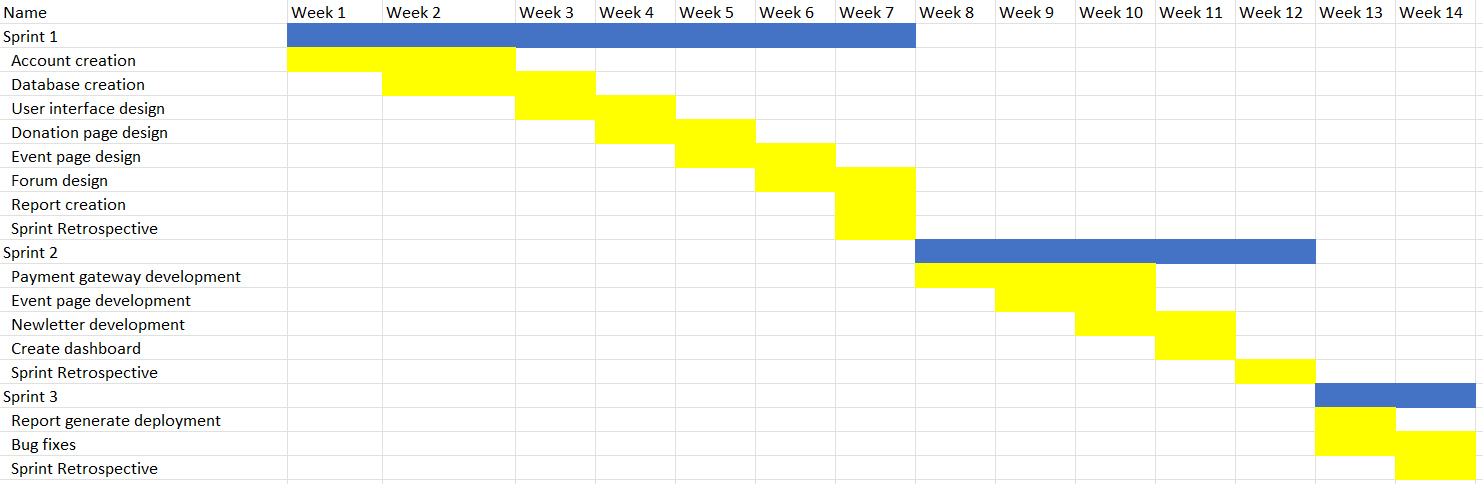 Name Week 1 Week 2 Week 3 Week 4 Week 5 Week 6 Week 7 Week 8 Week 9 Week 10 Week 11 Week 12 Week 13 Week 14
Sprint 1
Account creation
Database creation
User interface design
Donation page design
Event page design
Forum design
Report creation
Sprint Retrospective
Sprint 2
Payment gateway development
Event page development
Newletter development
Create dashboard
Sprint Retrospective
Sprint 3
Report generate deployment
Bug fixes
Sprint Retrospective